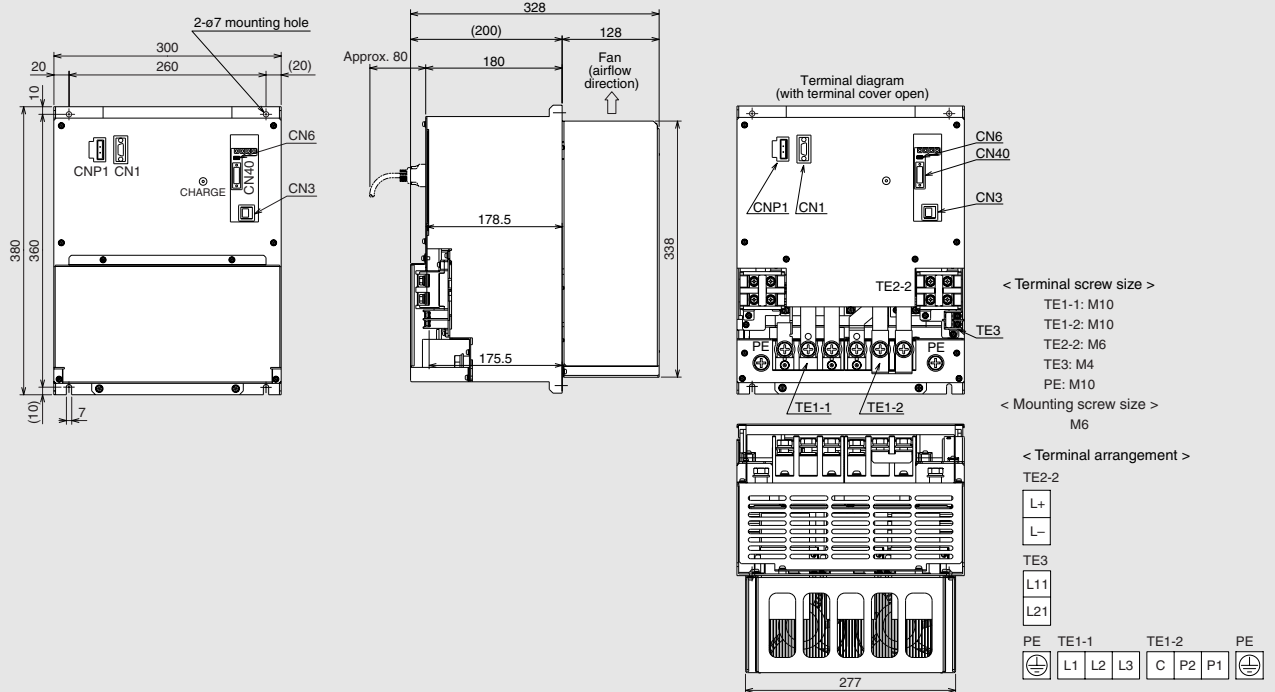 2-ø7 mounting hole
300
20
260
(20)
10
380
360
(10)
7
CNP1 CN1
CHARGE
CN40
CN6
CN3
328
(200)
128
Approx. 80
180
Fan
(airflow
direction)
178.5
175.5
338
Terminal diagram
(with terminal cover open)
CN6
CN40
CN3
CNP1
CN1
TE2-2
TE3
PE
PE
TE1-1
TE1-2
277
< Terminal screw size >
TE1-1: M10
TE1-2: M10
TE2-2: M6
TE3: M4
PE: M10
< Mounting screw size >
M6
< Terminal arrangement >
TE2-2
L+
L–
TE3
L11
L21
PE TE1-1 TE1-2 PE
L1 L2 L3 C P2 P1